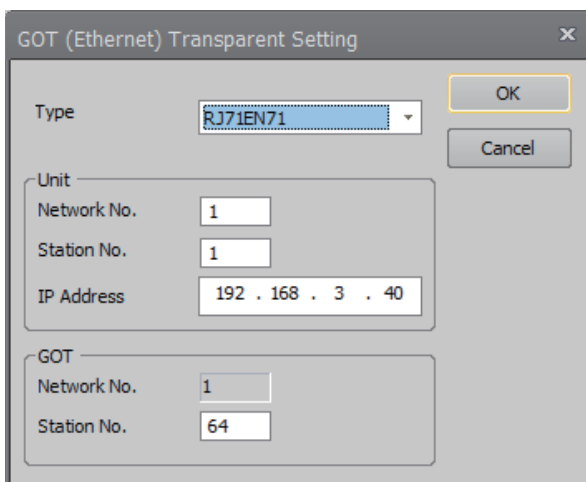 GOT (Ethernet) Transparent Setting
Type
RJ71EN71
OK
Cancel
Unit
Network No.
1
Station No.
1
IP Address
192 . 168 . 3 . 40
GOT
Network No.
1
Station No.
64